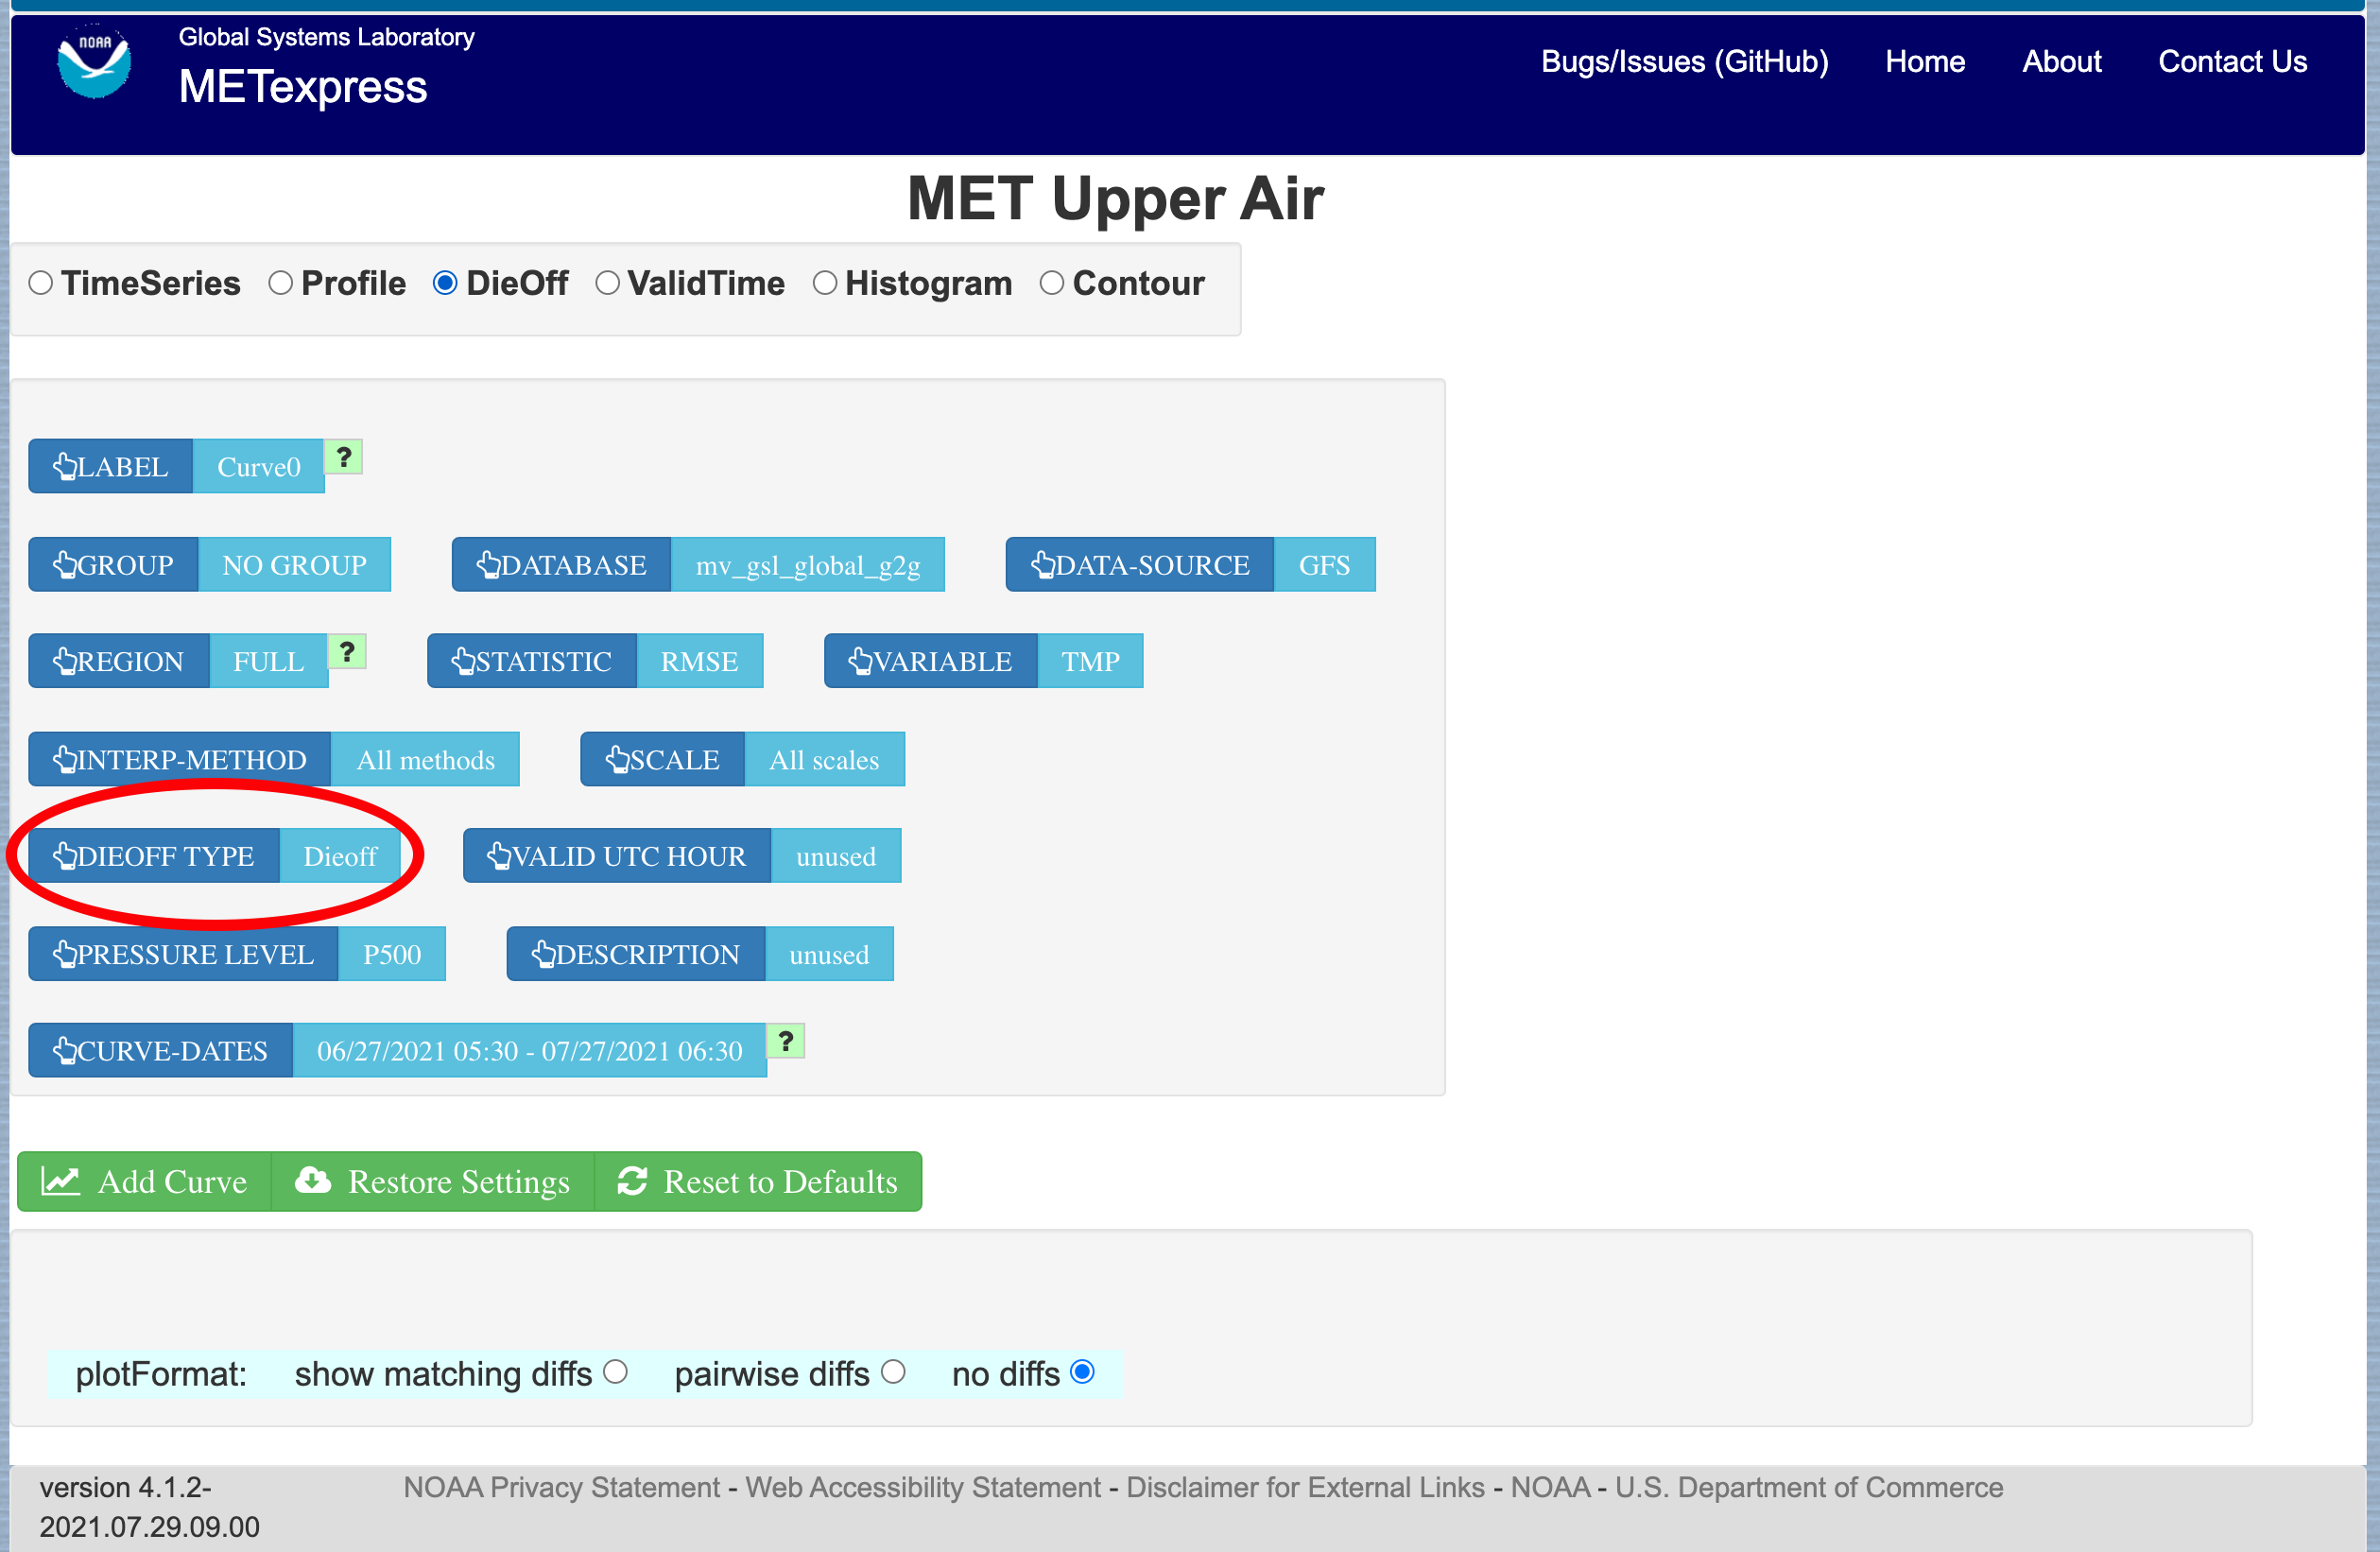 NOAA
Global Systems Laboratory
METexpress
Bugs/Issues (GitHub) Home About Contact Us
MET Upper Air
TimeSeries Profile DieOff ValidTime Histogram Contour
LABEL Curve0 ?
GROUP NO GROUP DATABASE mv_gsl_global_g2g DATA-SOURCE GFS
REGION FULL ? STATISTIC RMSE VARIABLE TMP
INTERP-METHOD All methods SCALE All scales
DIEOFF TYPE Dieoff VALID UTC HOUR unused
PRESSURE LEVEL P500 DESCRIPTION unused
CURVE-DATES 06/27/2021 05:30 - 07/27/2021 06:30 ?
Add Curve Restore Settings Reset to Defaults
plotFormat: show matching diffs pairwise diffs no diffs
version 4.1.2- NOAA Privacy Statement - Web Accessibility Statement - Disclaimer for External Links - NOAA - U.S. Department of Commerce
2021.07.29.09.00